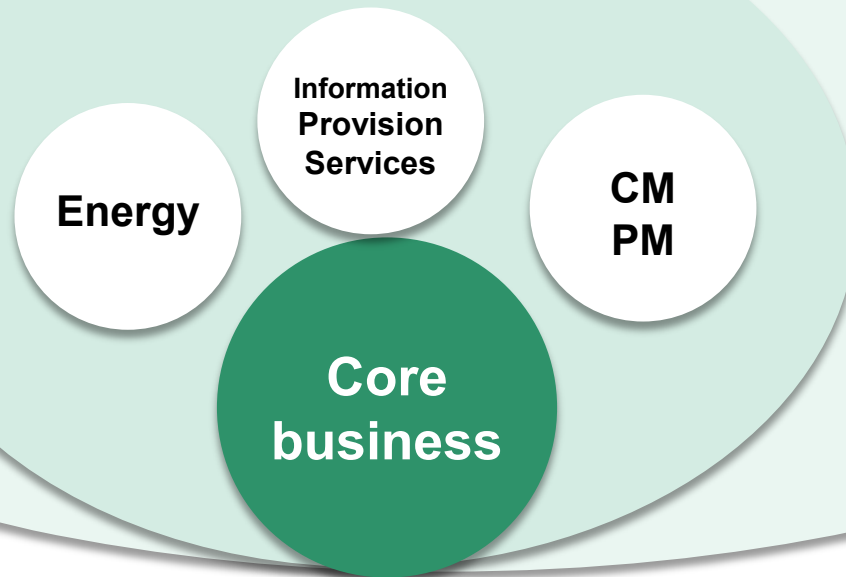 Information
Provision
Services
Energy
CM
PM
Core
business